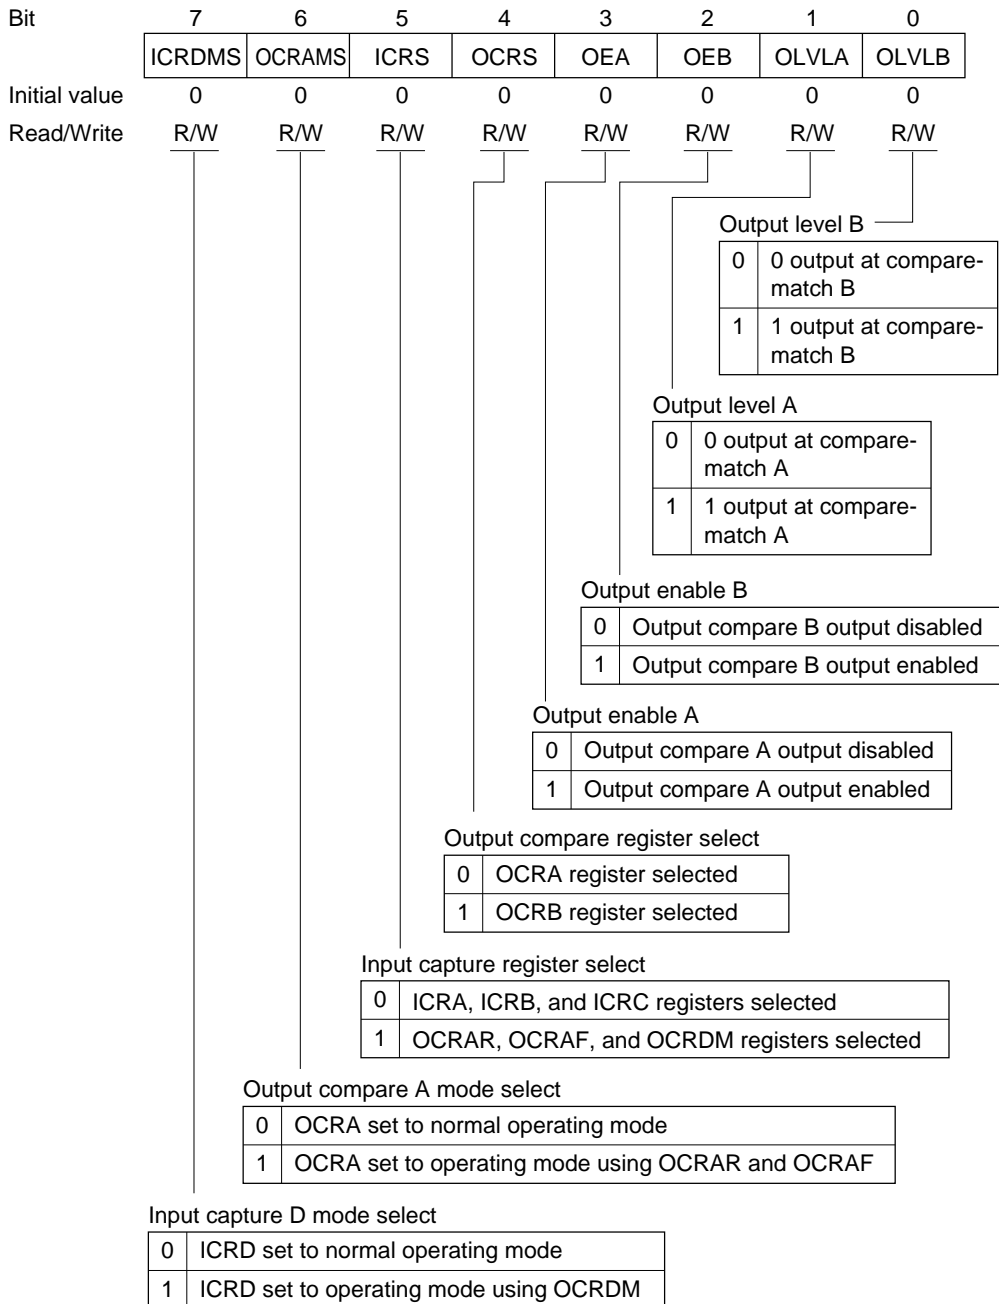 Bit 7 6 5 4 3 2 1 0
ICRDMS OCRAMS ICRS OCRS OEA OEB OLVLA OLVLB
Initial value 0 0 0 0 0 0 0 0
Read/Write R/W R/W R/W R/W R/W R/W R/W R/W
Output level B
0 0 output at compare-
match B
1 1 output at compare-
match B
Output level A
0 0 output at compare-
match A
1 1 output at compare-
match A
Output enable B
0 Output compare B output disabled
1 Output compare B output enabled
Output enable A
0 Output compare A output disabled
1 Output compare A output enabled
Output compare register select
0 OCRA register selected
1 OCRB register selected
Input capture register select
0 ICRA, ICRB, and ICRC registers selected
1 OCRAR, OCRAF, and OCRDM registers selected
Output compare A mode select
0 OCRA set to normal operating mode
1 OCRA set to operating mode using OCRAR and OCRAF
Input capture D mode select
0 ICRD set to normal operating mode
1 ICRD set to operating mode using OCRDM